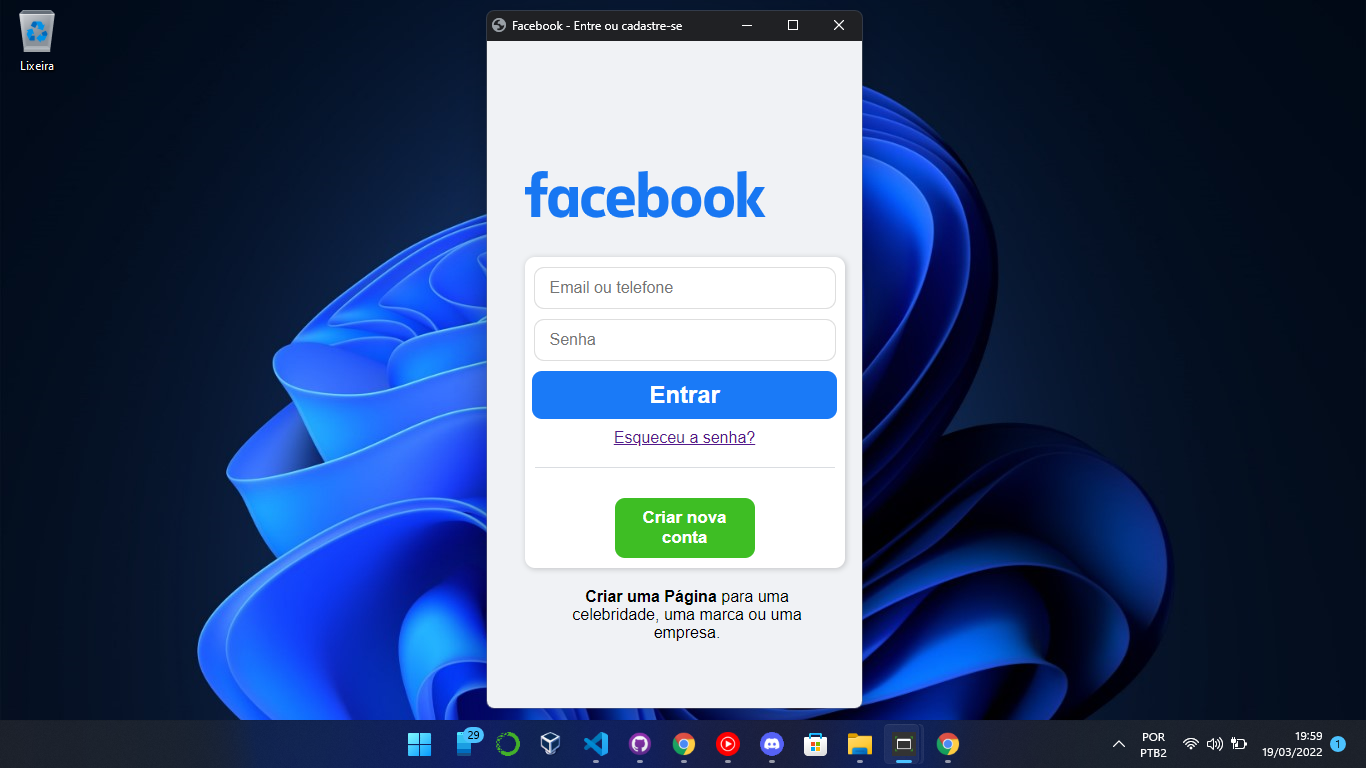 Lixeira
Facebook - Entre ou cadastre-se
facebook
Email ou telefone
Senha
Entrar
Esqueceu a senha?
Criar nova
conta
Criar uma Página para uma
celebridade, uma marca ou uma
empresa.
29
POR
PTB2
19:59
19/03/2022
1